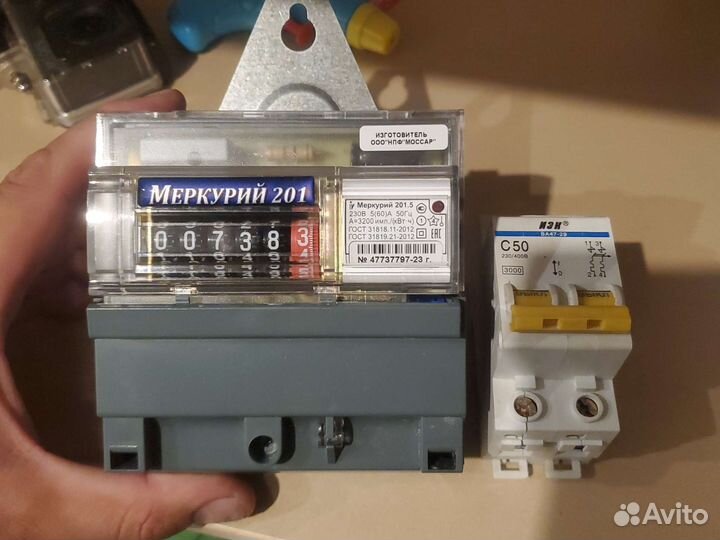 ИЗГОТОВИТЕЛЬ
ООО"НПФ"МОССАР"
МЕРКУРИЙ 201
Меркурий 201.5
230В 5(60)А 50Гц
A=3200 имп./(кВт·ч)
ГОСТ 31818.11-2012
ГОСТ 31819.21-2012
№ 47737797-23 г.
0 0 7 3 8 3
ИЭК
ВА47-29
C50
230/400В
3000
Avito